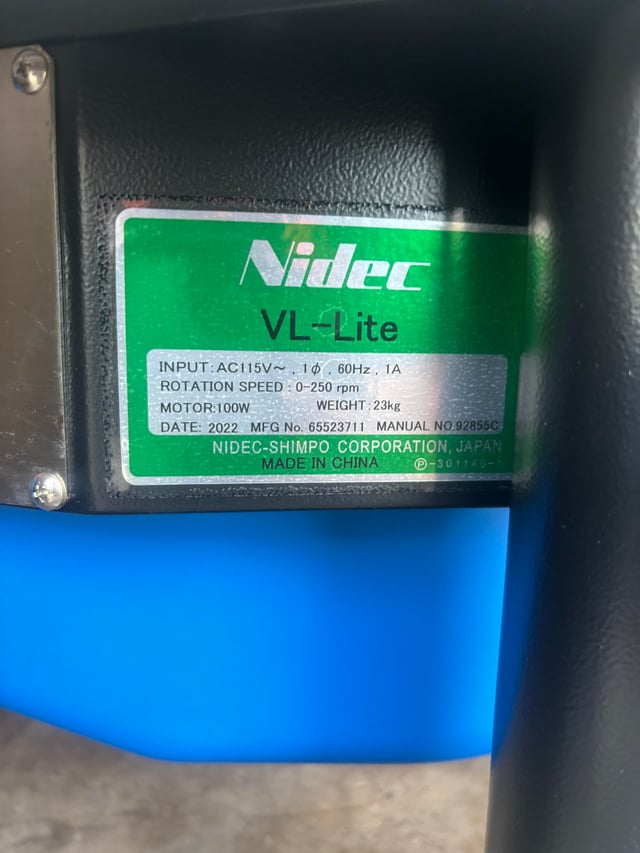 Nidec
VL-Lite
INPUT:AC115V～, 1ϕ, 60Hz, 1A
ROTATION SPEED : 0-250 rpm
MOTOR:100W WEIGHT:23kg
DATE: 2022 MFG No. 65523711 MANUAL NO.92855C
NIDEC-SHIMPO CORPORATION, JAPAN
MADE IN CHINA